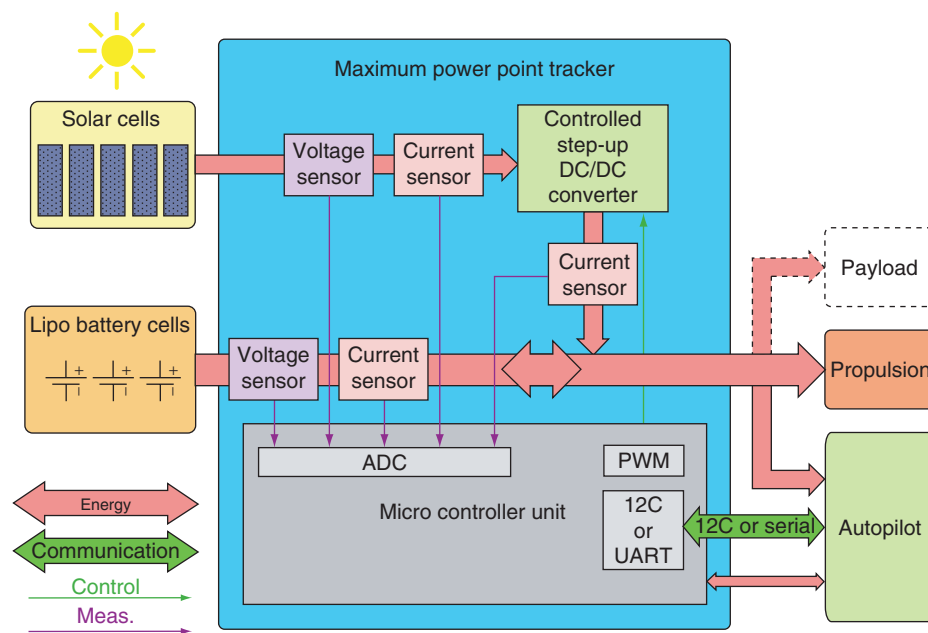 Maximum power point tracker
Solar cells
Voltage
sensor
Current
sensor
Controlled
step-up
DC/DC
converter
Current
sensor
Payload
Lipo battery cells
+ + +
Voltage
sensor
Current
sensor
Propulsion
ADC
PWM
Micro controller unit
12C
or
UART
12C or serial
Autopilot
Energy
Communication
Control
Meas.